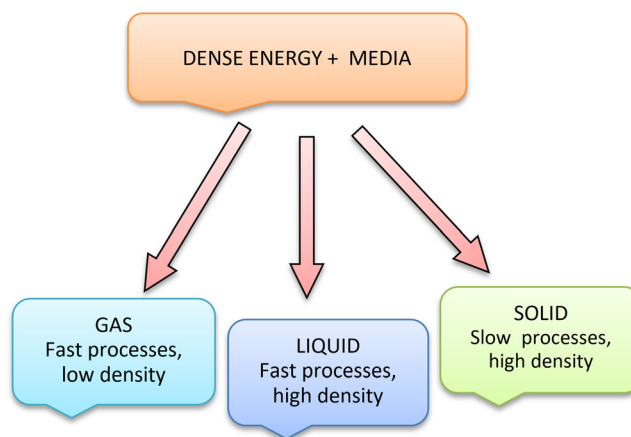 DENSE ENERGY + MEDIA
GAS
Fast processes,
low density
LIQUID
Fast processes,
high density
SOLID
Slow processes,
high density